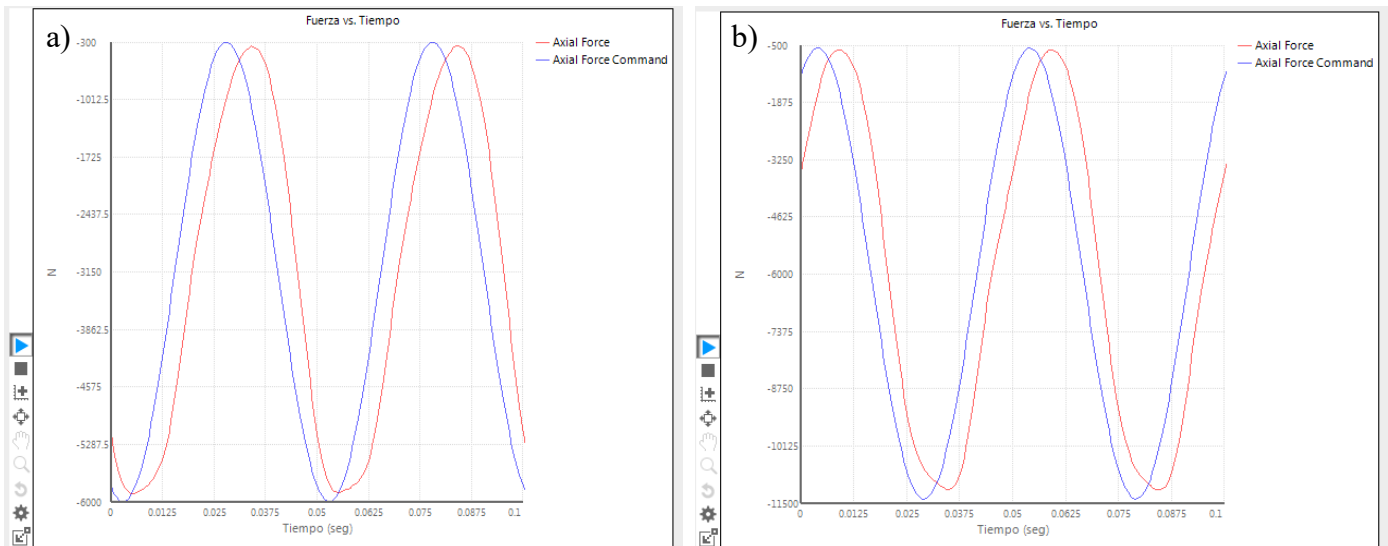 a)
Fuerza vs. Tiempo
Axial Force
Axial Force Command
-300
-1012.5
-1725
-2437.5
-3150
-3862.5
-4575
-5287.5
-6000
N
0 0.0125 0.025 0.0375 0.05 0.0625 0.075 0.0875 0.1
Tiempo (seg)
b)
Fuerza vs. Tiempo
Axial Force
Axial Force Command
-500
-1875
-3250
-4625
-6000
-7375
-8750
-10125
-11500
N
0 0.0125 0.025 0.0375 0.05 0.0625 0.075 0.0875 0.1
Tiempo (seg)